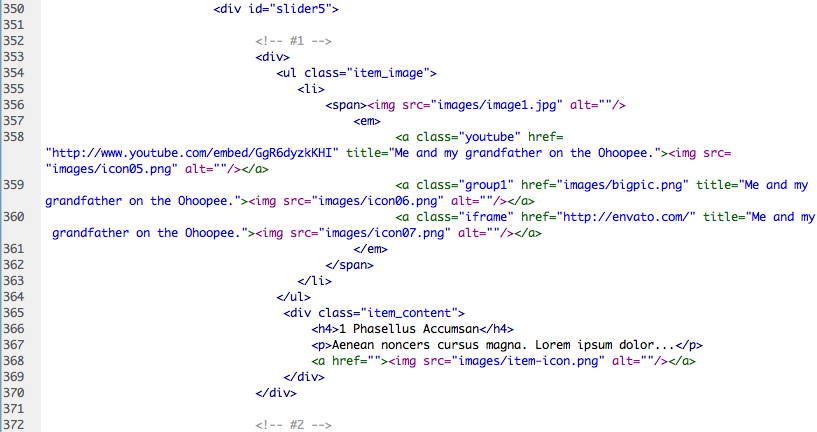 350 <div id="slider5">
351
352 <!-- #1 -->
353 <div>
354 <ul class="item_image">
355 <li>
356 <span><img src="images/image1.jpg" alt=""/>
357 <em>
358 <a class="youtube" href=
"http://www.youtube.com/embed/GgR6dyzkKHI" title="Me and my grandfather on the Ohoopee."><img src=
"images/icon05.png" alt=""/></a>
359 <a class="group1" href="images/bigpic.png" title="Me and my
grandfather on the Ohoopee."><img src="images/icon06.png" alt=""/></a>
360 <a class="iframe" href="http://envato.com/" title="Me and my
grandfather on the Ohoopee."><img src="images/icon07.png" alt=""/></a>
361 </em>
362 </span>
363 </li>
364 </ul>
365 <div class="item_content">
366 <h4>1 Phasellus Accumsan</h4>
367 <p>Aenean noncers cursus magna. Lorem ipsum dolor...</p>
368 <a href=""><img src="images/item-icon.png" alt=""/></a>
369 </div>
370 </div>
371
372 <!-- #2 -->